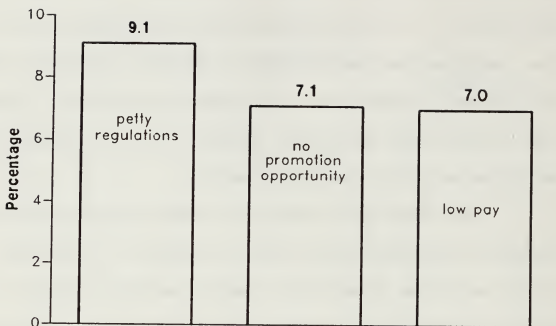 10
9.1
8
7.1
7.0
petty
regulations
no
promotion
opportunity
low pay
6
4
2
0
Percentage